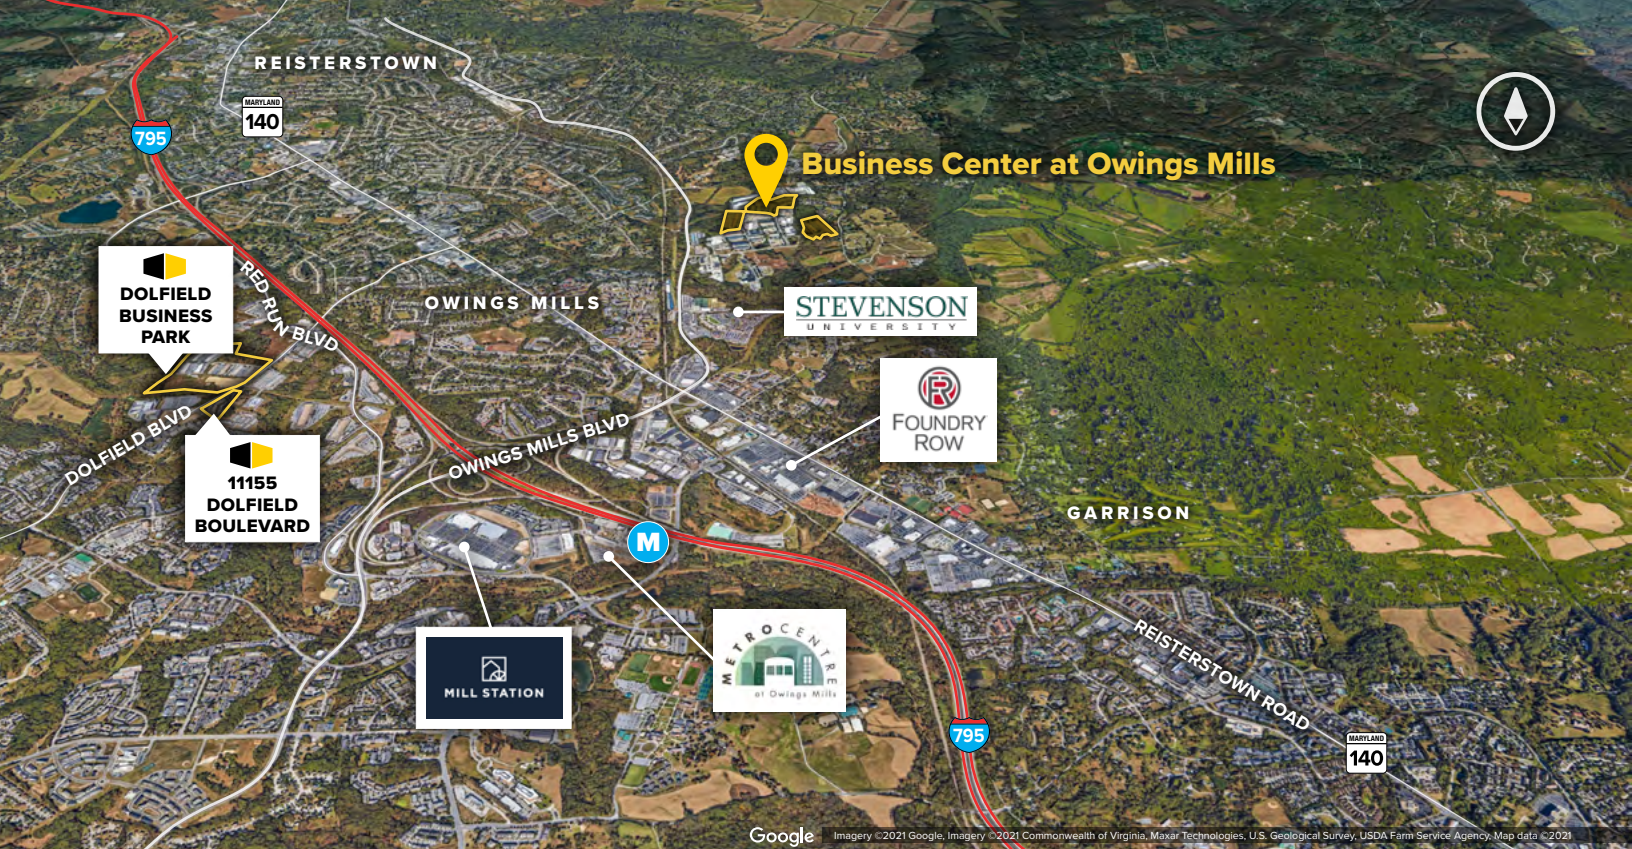 REISTERSTOWN
MARYLAND
140
795
Business Center at Owings Mills
DOLFIELD
BUSINESS
PARK
RED RUN BLVD
OWINGS MILLS
STEVENSON
UNIVERSITY
FR
FOUNDRY
ROW
DOLFIELD BLVD
OWINGS MILLS BLVD
11155
DOLFIELD
BOULEVARD
GARRISON
M
MILL STATION
METROCENTRE
at Owings Mills
REISTERSTOWN ROAD
795
MARYLAND
140
Google
Imagery ©2021 Google, Imagery ©2021 Commonwealth of Virginia, Maxar Technologies, U.S. Geological Survey, USDA Farm Service Agency, Map data ©2021